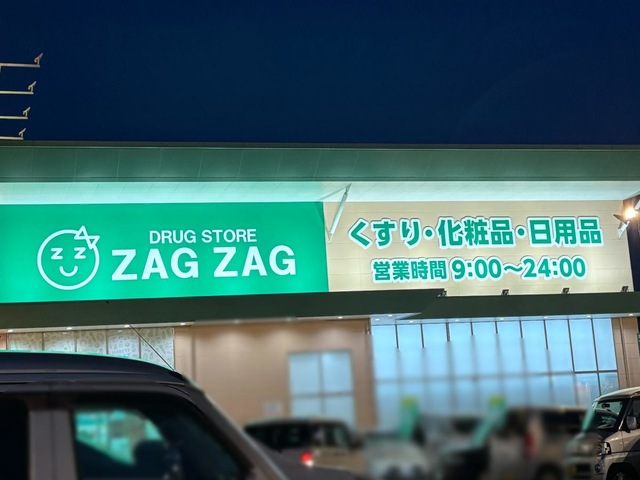 DRUG STORE
ZAG ZAG
くすり・化粧品・日用品
営業時間 9:00〜24:00